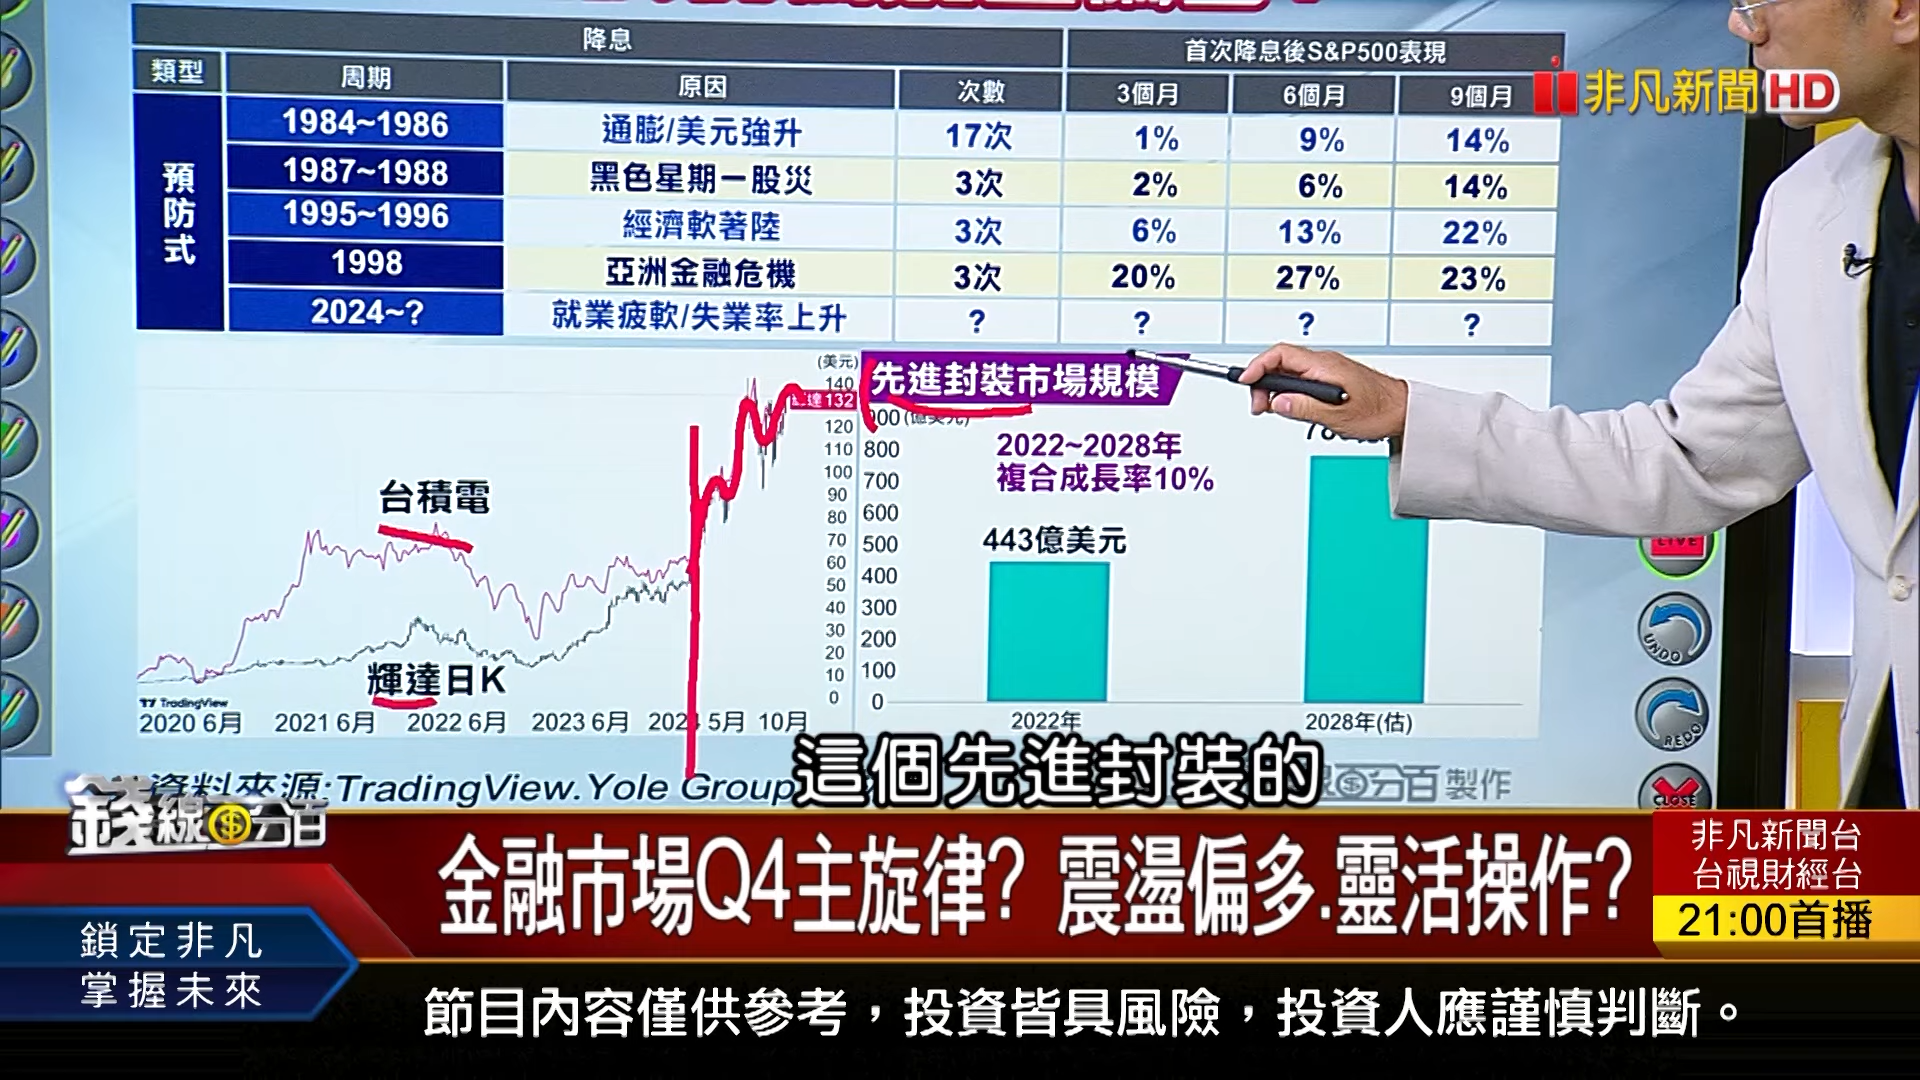 降息
首次降息後S&P500表現
類型 周期 原因 次數 3個月 6個月 9個月
預防式
1984~1986 通膨/美元強升 17次 1% 9% 14%
1987~1988 黑色星期一股災 3次 2% 6% 14%
1995~1996 經濟軟著陸 3次 6% 13% 22%
1998 亞洲金融危機 3次 20% 27% 23%
2024~? 就業疲軟/失業率上升 ? ? ? ?
非凡新聞HD
(美元)
140
達132
120
110
100
90
80
70
60
50
40
30
20
10
0
台積電
輝達日K
TradingView
2020 6月 2021 6月 2022 6月 2023 6月 2024 5月 10月
先進封裝市場規模
800
700
600
500
400
300
200
100
0
2022~2028年
複合成長率10%
443億美元
2022年 2028年(估)
LIVE
UNDO
REDO
CLOSE
資料來源:TradingView.Yole Group
分百製作
這個先進封裝的
錢線百分百
金融市場Q4主旋律? 震盪偏多.靈活操作?
非凡新聞台
台視財經台
21:00首播
鎖定非凡
掌握未來
節目內容僅供參考，投資皆具風險，投資人應謹慎判斷。